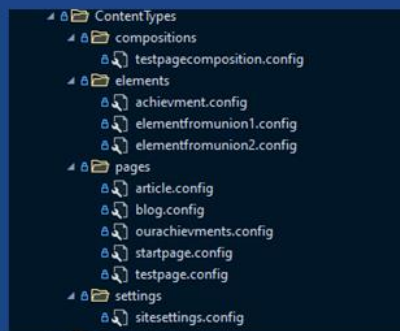 ContentTypes
compositions
testpagecomposition.config
elements
achievment.config
elementfromunion1.config
elementfromunion2.config
pages
article.config
blog.config
ourachievments.config
startpage.config
testpage.config
settings
sitesettings.config